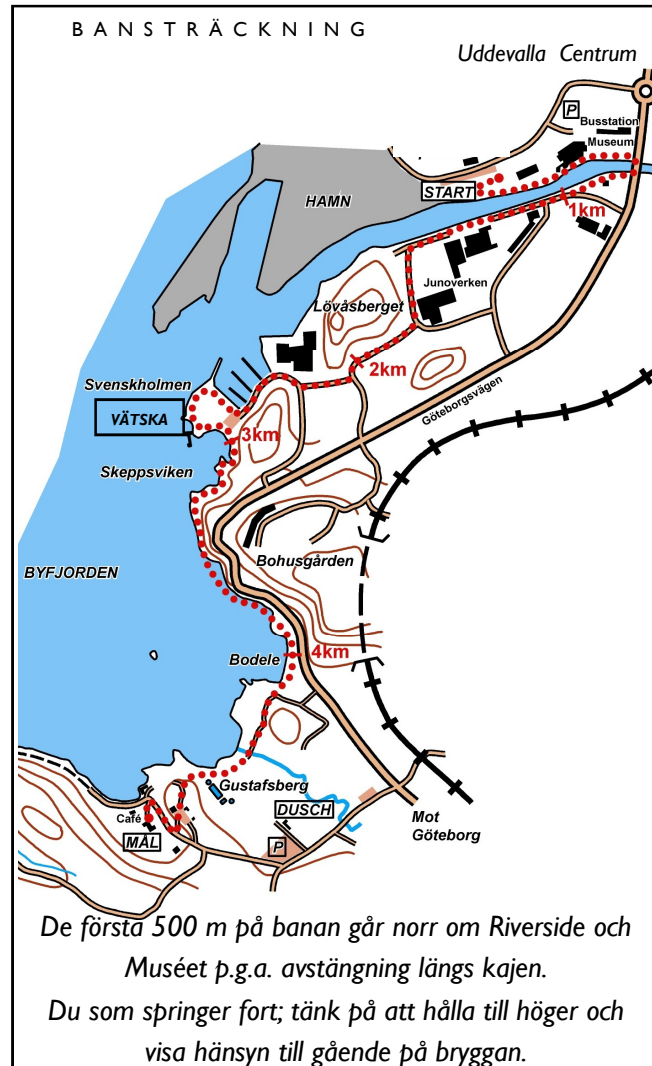 BANSTRÄCKNING
Uddevalla Centrum
P
Busstation
Museum
START
HAMN
1km
Junoverken
Lövåsberget
2km
Svenskholmen
Göteborgsvägen
VÄTSKA
3km
Skeppsviken
Bohusgården
BYFJORDEN
4km
Bodele
Gustafsberg
DUSCH
Café
Mot
Göteborg
MÅL
P
De första 500 m på banan går norr om Riverside och
Muséet p.g.a. avstängning längs kajen.
Du som springer fort; tänk på att hålla till höger och
visa hänsyn till gående på bryggan.